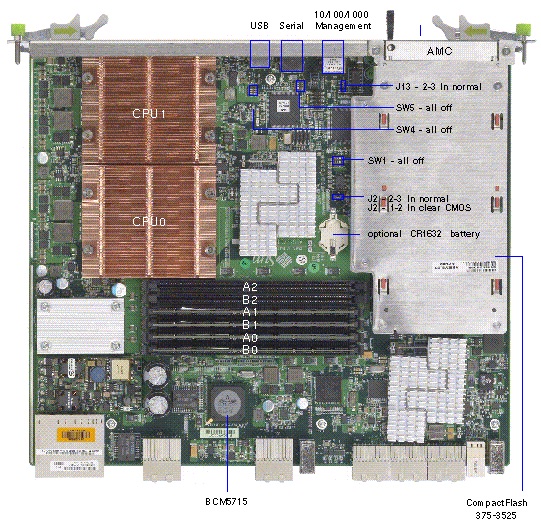 10/100/1000
USB Serial Management
AMC
J13 - 2-3 In normal
CPU1
SW5 - all off
SW4 - all off
SW1 - all off
J2 - 2-3 In normal
J2 - 1-2 In clear CMOS
CPU0
optional CR1632 battery
Sun
A2
B2
A1
B1
A0
B0
BCM5715
CompactFlash
375-3525